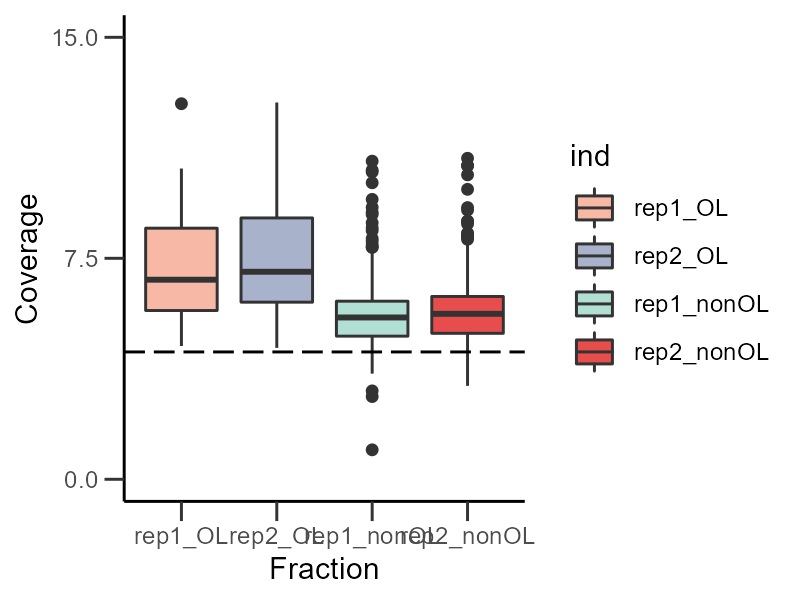 15.0
7.5
0.0
Coverage
rep1_OL
rep2_OL
rep1_nonOL
rep2_nonOL
Fraction
ind
rep1_OL
rep2_OL
rep1_nonOL
rep2_nonOL